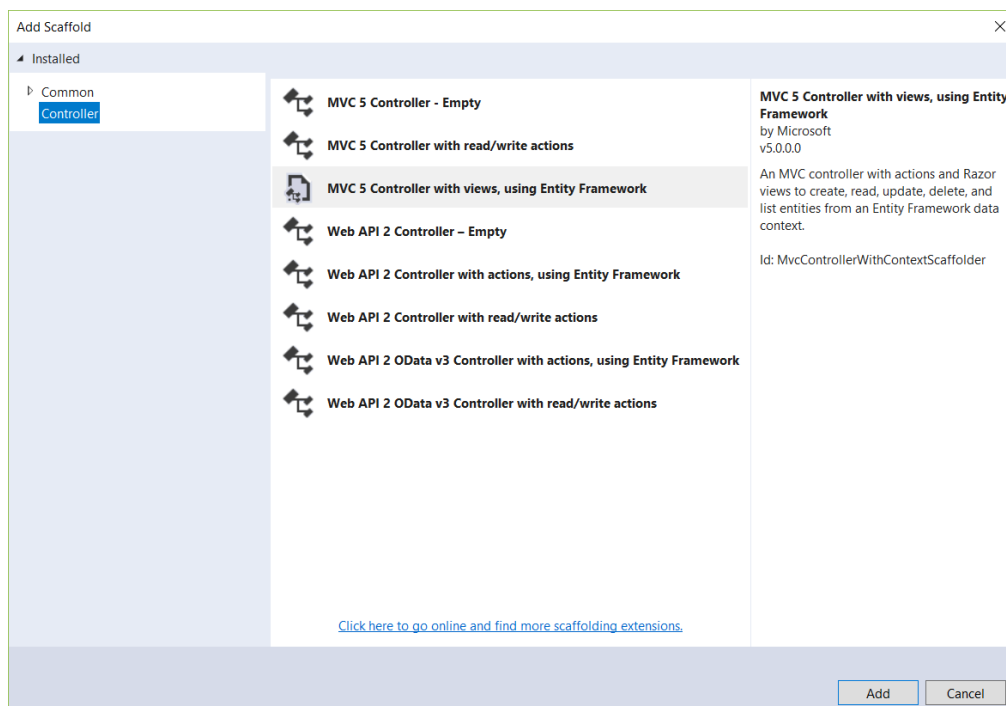 Add Scaffold
Installed
Common
Controller
MVC 5 Controller - Empty
MVC 5 Controller with read/write actions
MVC 5 Controller with views, using Entity Framework
Web API 2 Controller – Empty
Web API 2 Controller with actions, using Entity Framework
Web API 2 Controller with read/write actions
Web API 2 OData v3 Controller with actions, using Entity Framework
Web API 2 OData v3 Controller with read/write actions
Click here to go online and find more scaffolding extensions.
MVC 5 Controller with views, using Entity
Framework
by Microsoft
v5.0.0.0
An MVC controller with actions and Razor
views to create, read, update, delete, and
list entities from an Entity Framework data
context.
Id: MvcControllerWithContextScaffolder
Add
Cancel